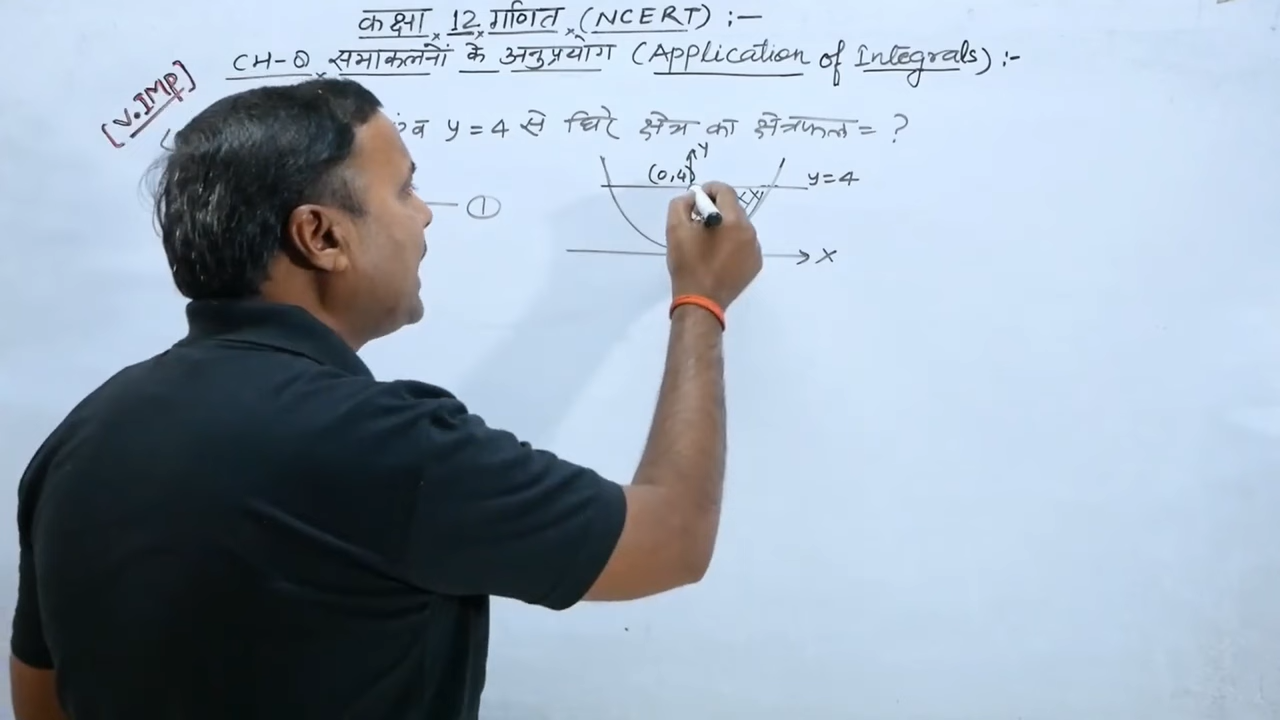 कक्षा 12 गणित (NCERT) :-
CH-8 समाकलनों के अनुप्रयोग (Application of Integrals) :-
[V.IMP]
एवं y = 4 से घिरे क्षेत्र का क्षेत्रफल = ?
Y
(0,4)
y=4
①
X